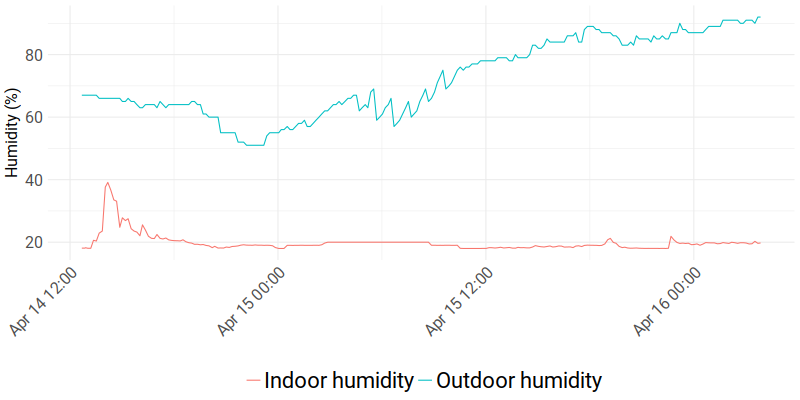 Humidity (%)
80
60
40
20
Apr 14 12:00
Apr 15 00:00
Apr 15 12:00
Apr 16 00:00
Indoor humidity
Outdoor humidity